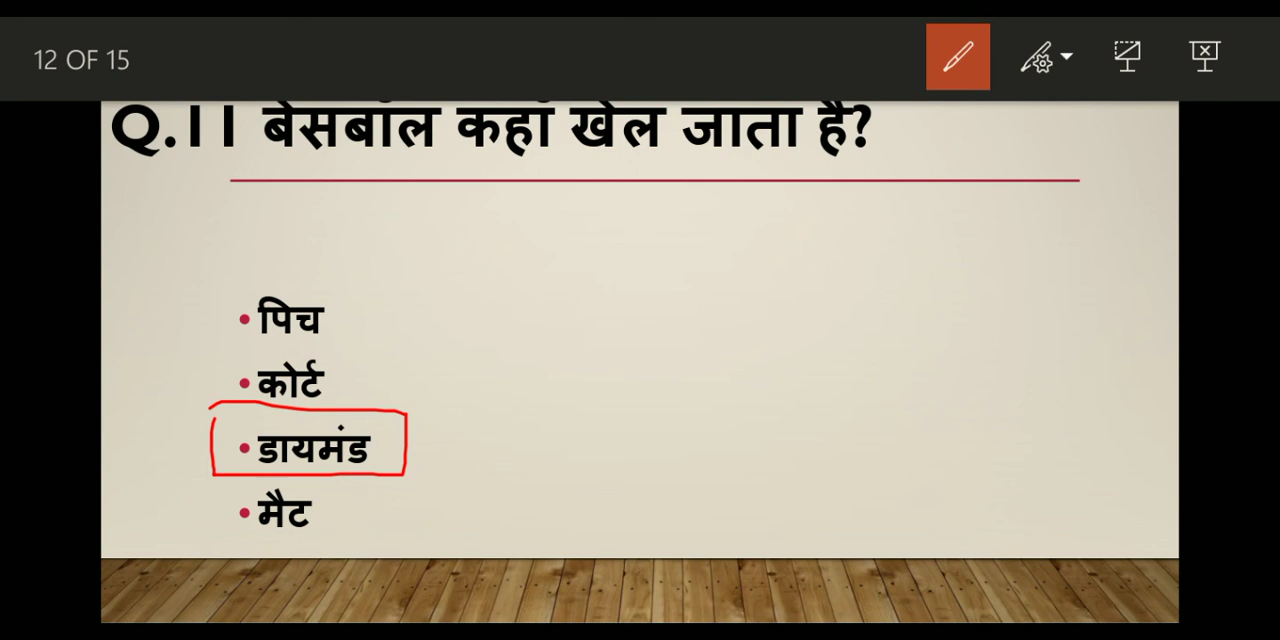 12 OF 15
Q.11 बेसबॉल कहाँ खेल जाता है?
• पिच
• कोर्ट
• डायमंड
• मैट